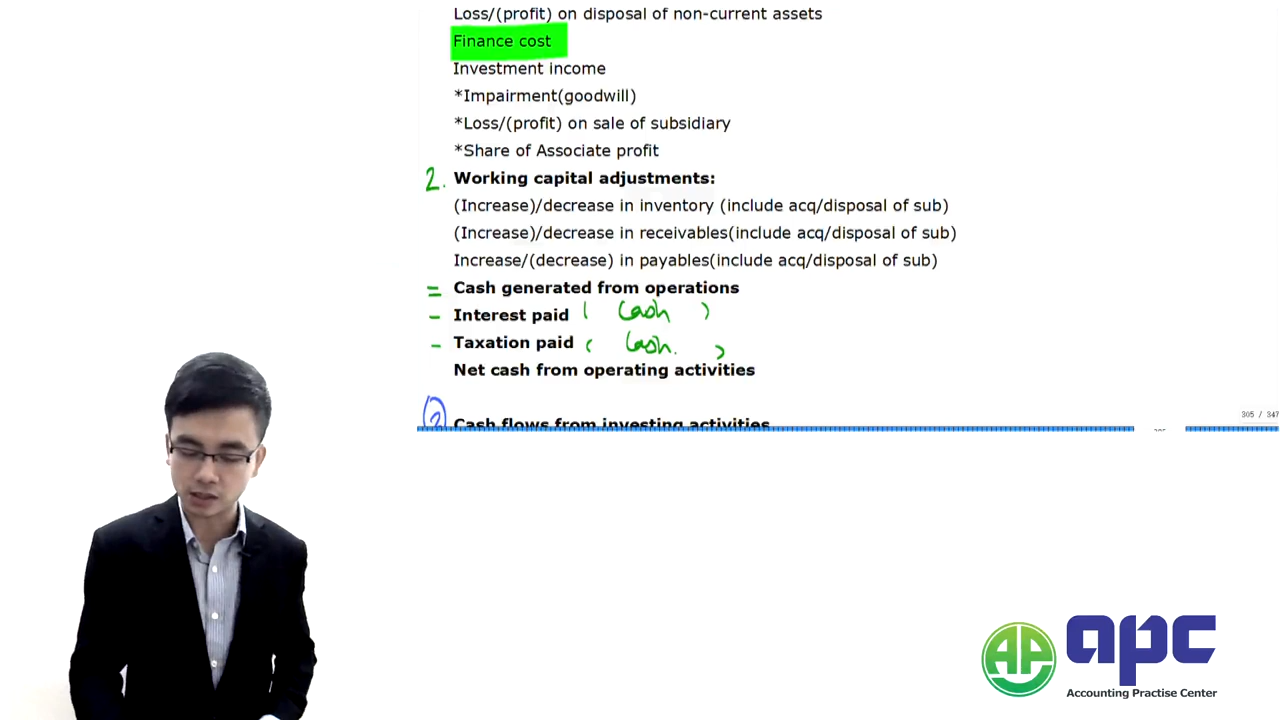 Loss/(profit) on disposal of non-current assets
Finance cost
Investment income
*Impairment(goodwill)
*Loss/(profit) on sale of subsidiary
*Share of Associate profit
2. Working capital adjustments:
(Increase)/decrease in inventory (include acq/disposal of sub)
(Increase)/decrease in receivables(include acq/disposal of sub)
Increase/(decrease) in payables(include acq/disposal of sub)
= Cash generated from operations
- Interest paid ( Cash )
- Taxation paid ( Cash. )
Net cash from operating activities
305 / 347
2 Cash flows from investing activities
AP
apc
Accounting Practise Center